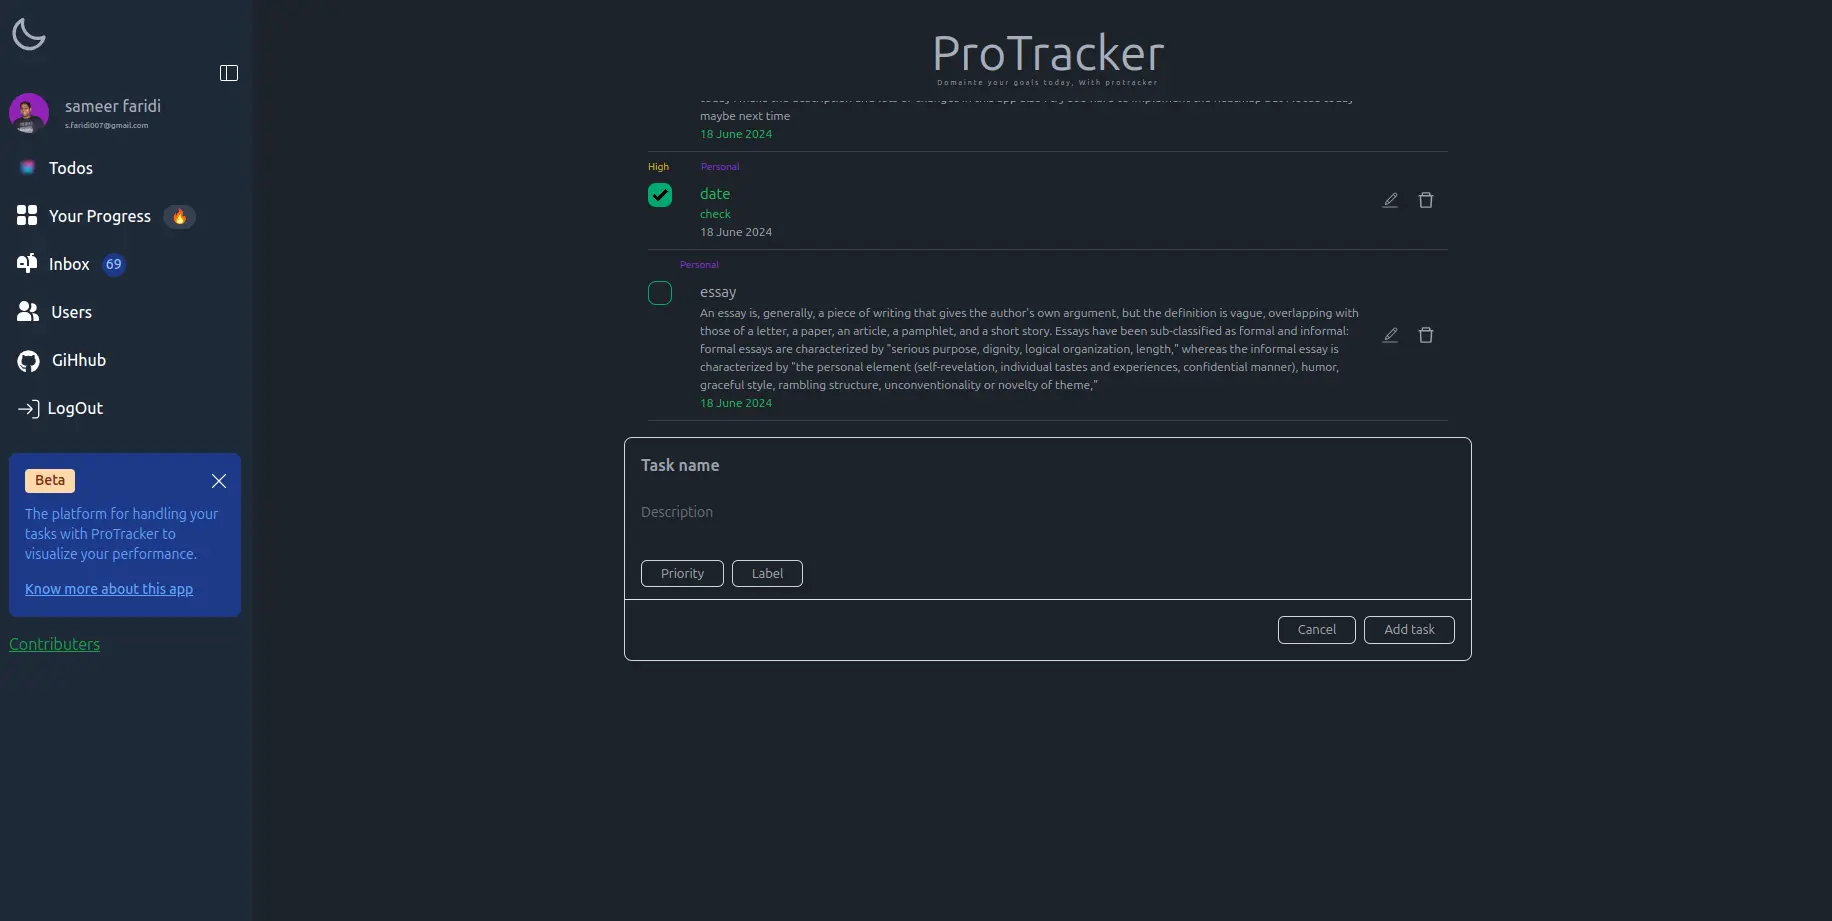 sameer faridi
s.faridi007@gmail.com
Todos
Your Progress
Inbox 69
Users
GiHhub
LogOut
Beta
The platform for handling your
tasks with ProTracker to
visualize your performance.
Know more about this app
Contributers
ProTracker
Domainte your goals today, With protracker
maybe next time
18 June 2024
High Personal
date
check
18 June 2024
Personal
essay
An essay is, generally, a piece of writing that gives the author's own argument, but the definition is vague, overlapping with
those of a letter, a paper, an article, a pamphlet, and a short story. Essays have been sub-classified as formal and informal:
formal essays are characterized by "serious purpose, dignity, logical organization, length," whereas the informal essay is
characterized by "the personal element (self-revelation, individual tastes and experiences, confidential manner), humor,
graceful style, rambling structure, unconventionality or novelty of theme,"
18 June 2024
Task name
Description
Priority Label
Cancel Add task